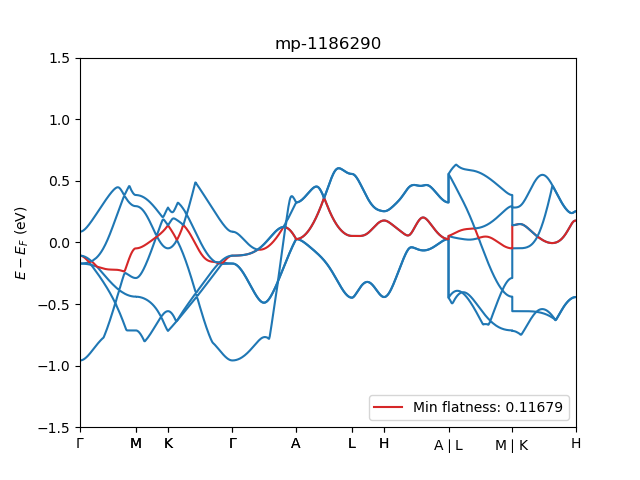 mp-1186290
1.5
1.0
0.5
0.0
−0.5
−1.0
−1.5
E − E_F (eV)
Min flatness: 0.11679
Γ M K Γ A L H A | L M | K H